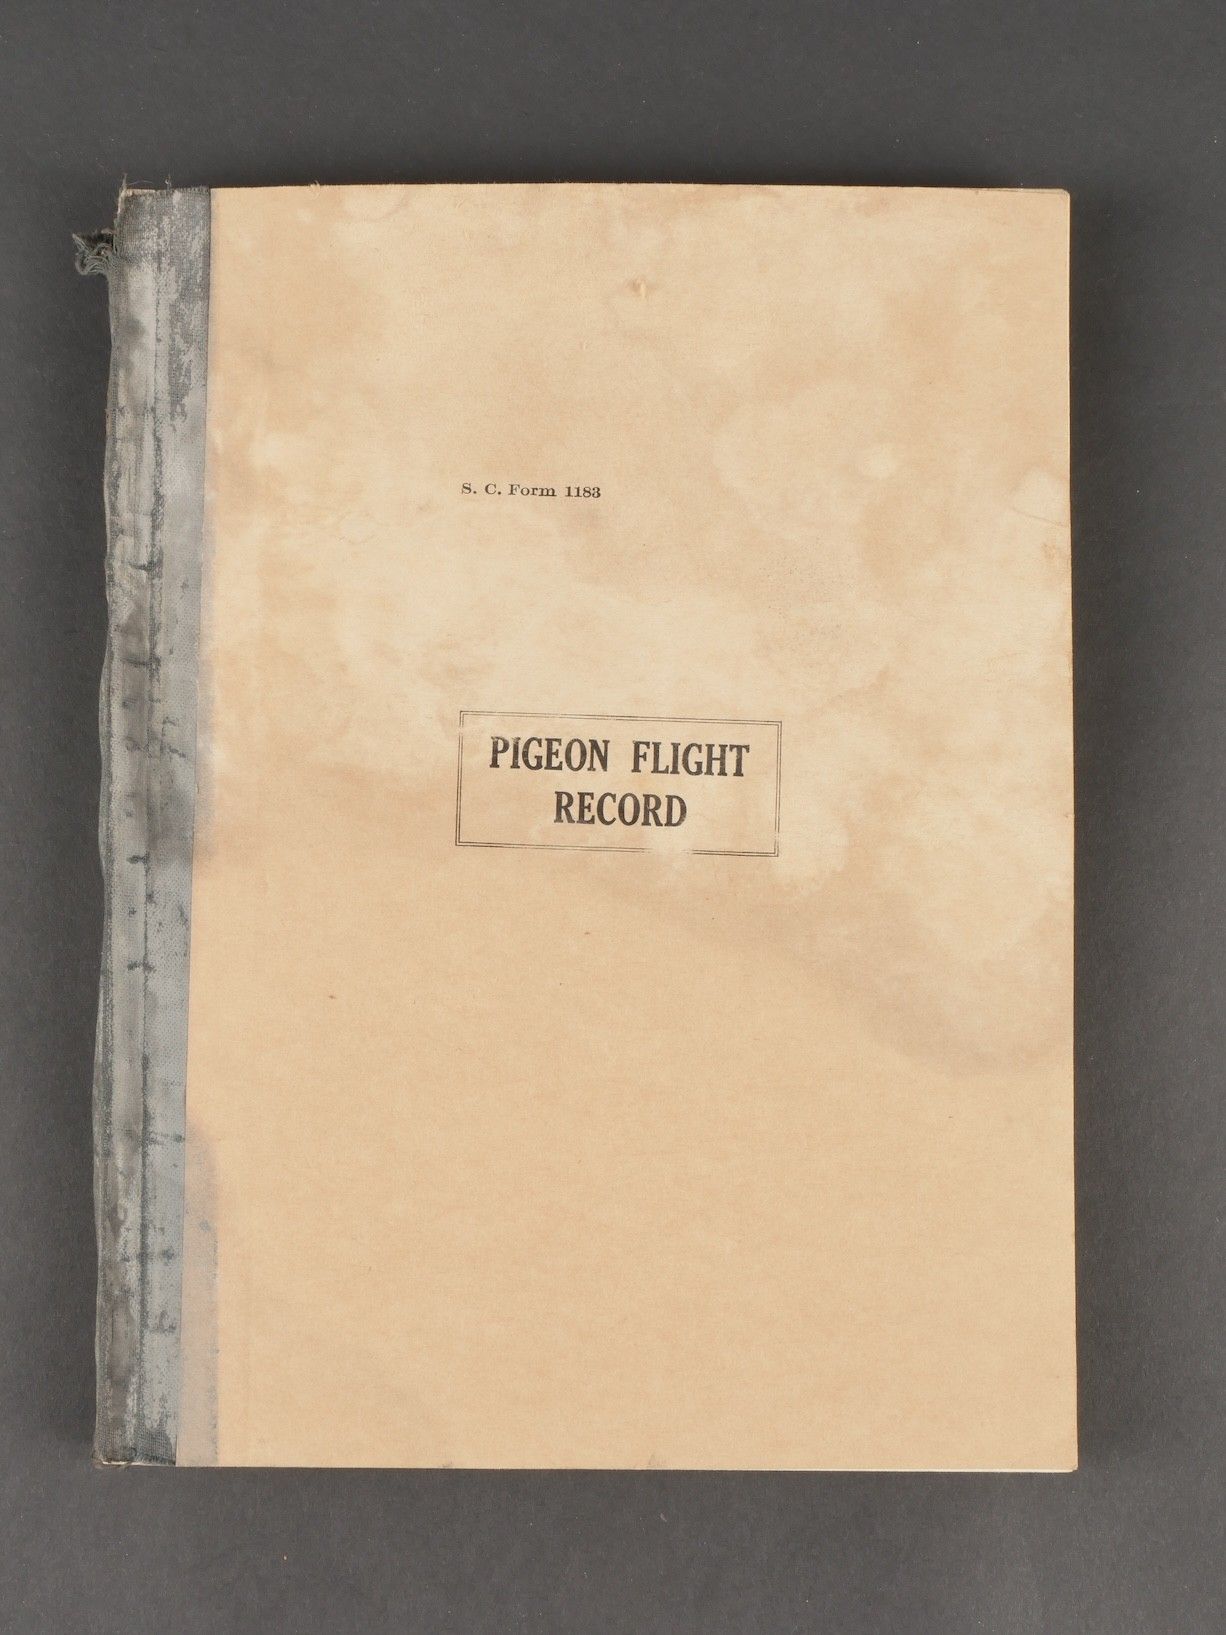 S. C. Form 1183
PIGEON FLIGHT
RECORD